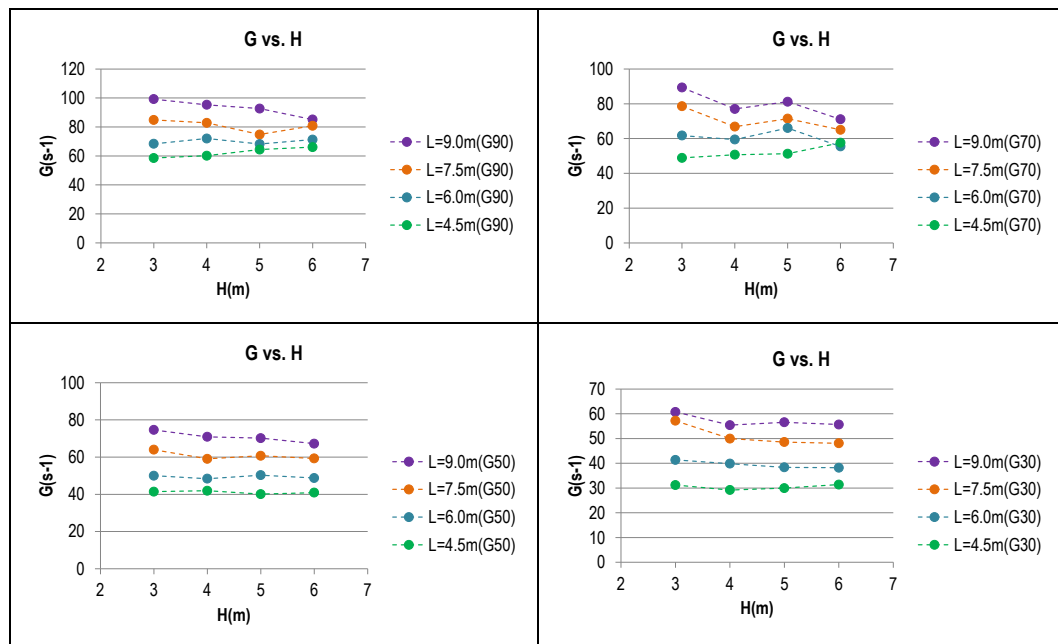 G vs. H
120
100
80
60
40
20
0
G(s-1)
2 3 4 5 6 7
H(m)
L=9.0m(G90)
L=7.5m(G90)
L=6.0m(G90)
L=4.5m(G90)
G vs. H
100
80
60
40
20
0
G(s-1)
2 3 4 5 6 7
H(m)
L=9.0m(G70)
L=7.5m(G70)
L=6.0m(G70)
L=4.5m(G70)
G vs. H
100
80
60
40
20
0
G(s-1)
2 3 4 5 6 7
H(m)
L=9.0m(G50)
L=7.5m(G50)
L=6.0m(G50)
L=4.5m(G50)
G vs. H
70
60
50
40
30
20
10
0
G(s-1)
2 3 4 5 6 7
H(m)
L=9.0m(G30)
L=7.5m(G30)
L=6.0m(G30)
L=4.5m(G30)